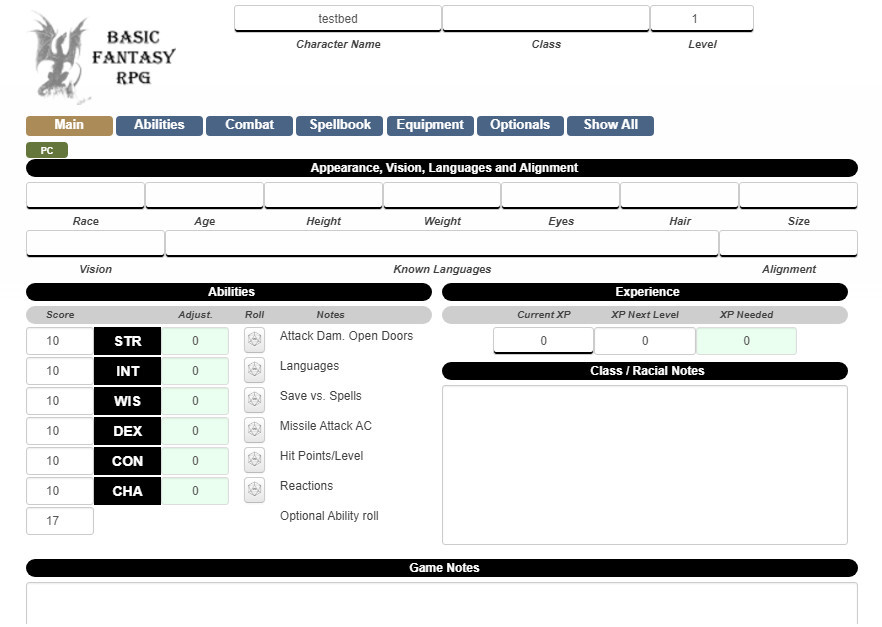 BASIC
FANTASY
RPG
testbed 1
Character Name Class Level
Main Abilities Combat Spellbook Equipment Optionals Show All
PC
Appearance, Vision, Languages and Alignment
Race Age Height Weight Eyes Hair Size
Vision Known Languages Alignment
Abilities
Score Adjust. Roll Notes
10 STR 0 Attack Dam. Open Doors
10 INT 0 Languages
10 WIS 0 Save vs. Spells
10 DEX 0 Missile Attack AC
10 CON 0 Hit Points/Level
10 CHA 0 Reactions
17 Optional Ability roll
Experience
Current XP XP Next Level XP Needed
0 0 0
Class / Racial Notes
Game Notes